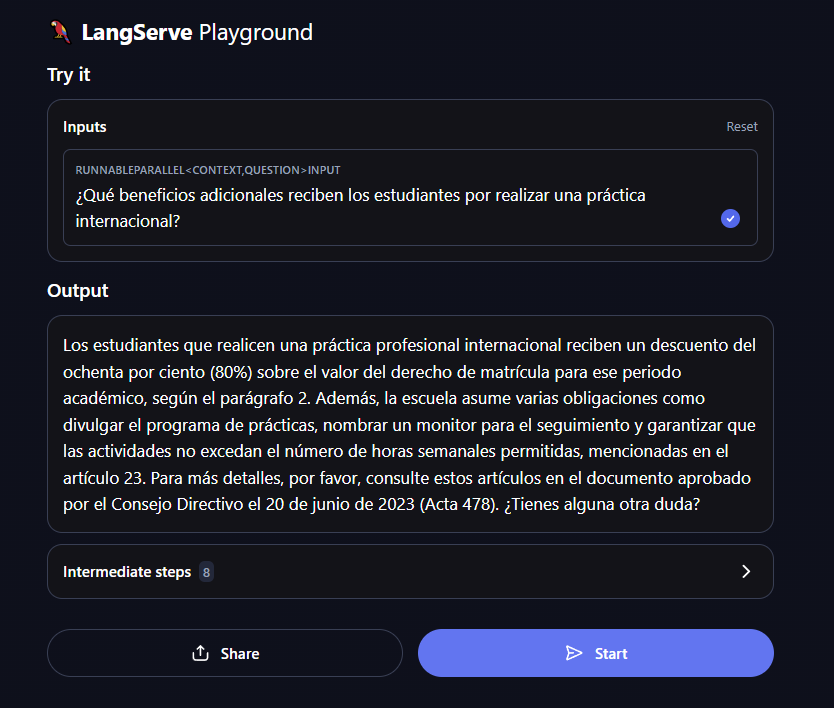 LangServe Playground
Try it
Inputs
Reset
RUNNABLEPARALLEL<CONTEXT,QUESTION>INPUT
¿Qué beneficios adicionales reciben los estudiantes por realizar una práctica
internacional?
Output
Los estudiantes que realicen una práctica profesional internacional reciben un descuento del
ochenta por ciento (80%) sobre el valor del derecho de matrícula para ese periodo
académico, según el parágrafo 2. Además, la escuela asume varias obligaciones como
divulgar el programa de prácticas, nombrar un monitor para el seguimiento y garantizar que
las actividades no excedan el número de horas semanales permitidas, mencionadas en el
artículo 23. Para más detalles, por favor, consulte estos artículos en el documento aprobado
por el Consejo Directivo el 20 de junio de 2023 (Acta 478). ¿Tienes alguna otra duda?
Intermediate steps 8
Share
Start